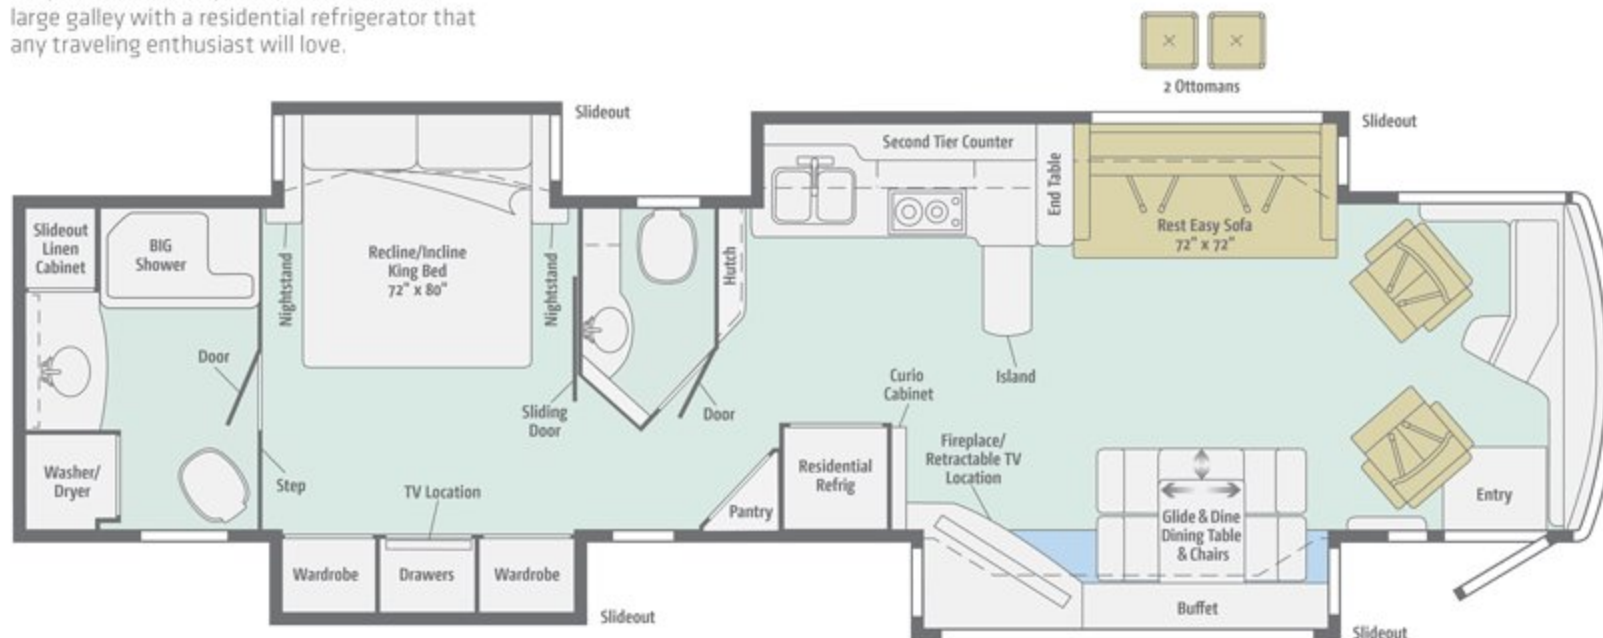 large galley with a residential refrigerator that
any traveling enthusiast will love.
2 Ottomans
Slideout
Slideout
Second Tier Counter
End Table
Rest Easy Sofa
72" x 72"
Slideout
Linen
Cabinet
BIG
Shower
Nightstand
Recline/Incline
King Bed
72" x 80"
Nightstand
Hutch
Door
Sliding
Door
Door
Island
Curio
Cabinet
Fireplace/
Retractable TV
Location
Washer/
Dryer
Step
TV Location
Pantry
Residential
Refrig
Glide & Dine
Dining Table
& Chairs
Entry
Wardrobe
Drawers
Wardrobe
Slideout
Buffet
Slideout